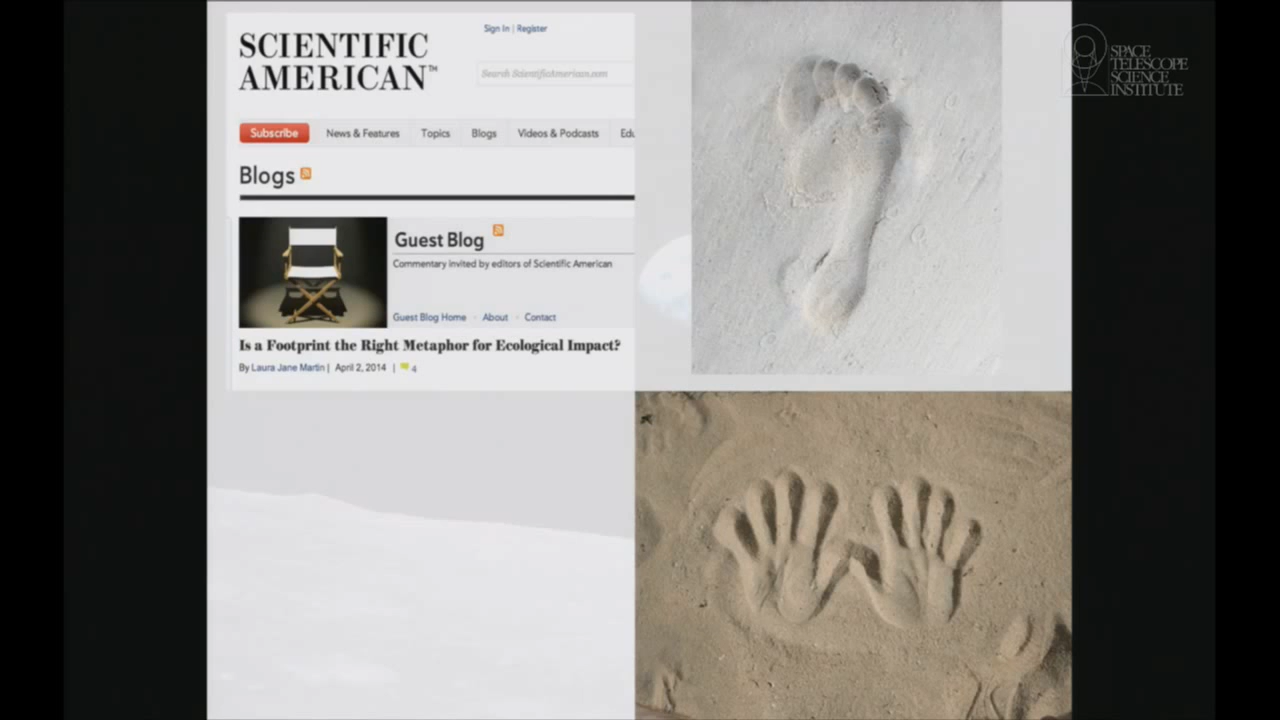 SCIENTIFIC
AMERICAN™
Sign In | Register
Search ScientificAmerican.com
Subscribe
News & Features
Topics
Blogs
Videos & Podcasts
Edu
Blogs
Guest Blog
Commentary invited by editors of Scientific American
Guest Blog Home · About · Contact
Is a Footprint the Right Metaphor for Ecological Impact?
By Laura Jane Martin | April 2, 2014 | 4
SPACE
TELESCOPE
SCIENCE
INSTITUTE